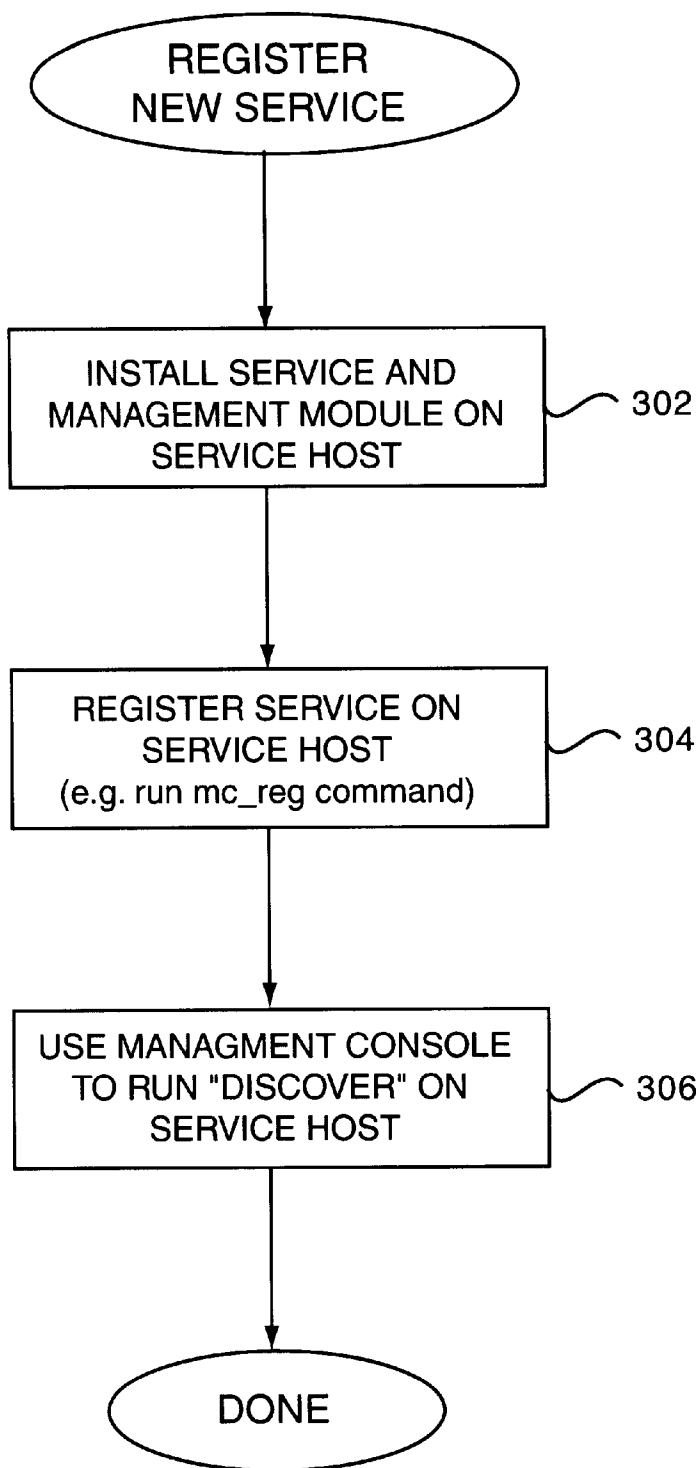 REGISTER
NEW SERVICE
INSTALL SERVICE AND
MANAGEMENT MODULE ON
SERVICE HOST
302
REGISTER SERVICE ON
SERVICE HOST
(e.g. run mc_reg command)
304
USE MANAGMENT CONSOLE
TO RUN "DISCOVER" ON
SERVICE HOST
306
DONE